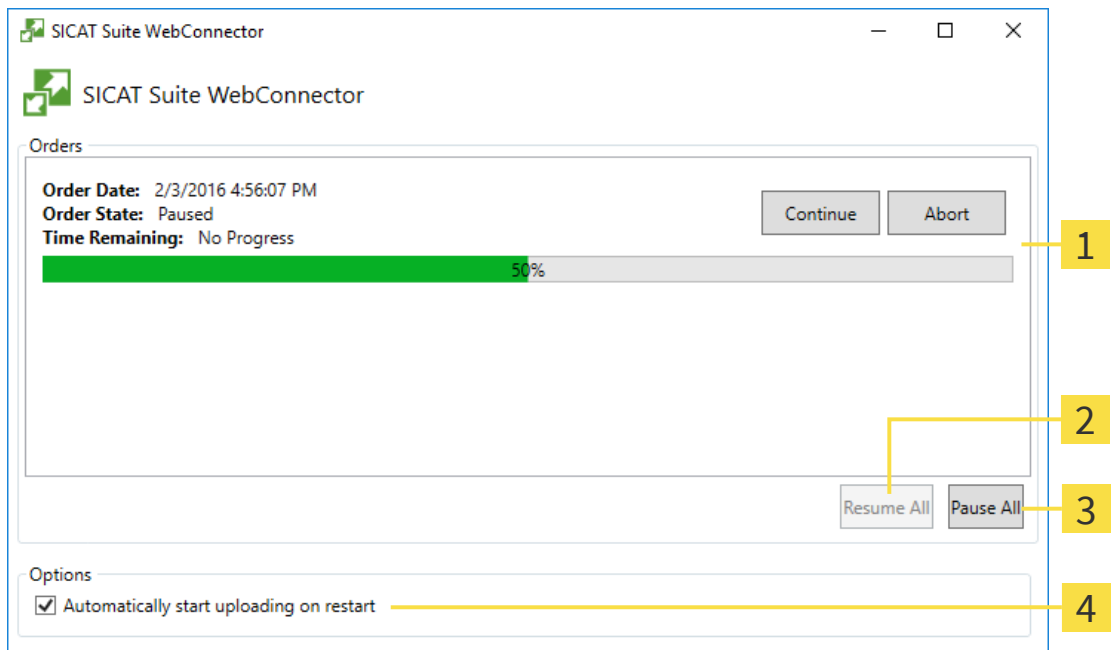 SICAT Suite WebConnector
SICAT Suite WebConnector
Orders
Order Date: 2/3/2016 4:56:07 PM
Order State: Paused
Time Remaining: No Progress
Continue Abort
1
50%
2
Resume All Pause All
3
Options
Automatically start uploading on restart
4